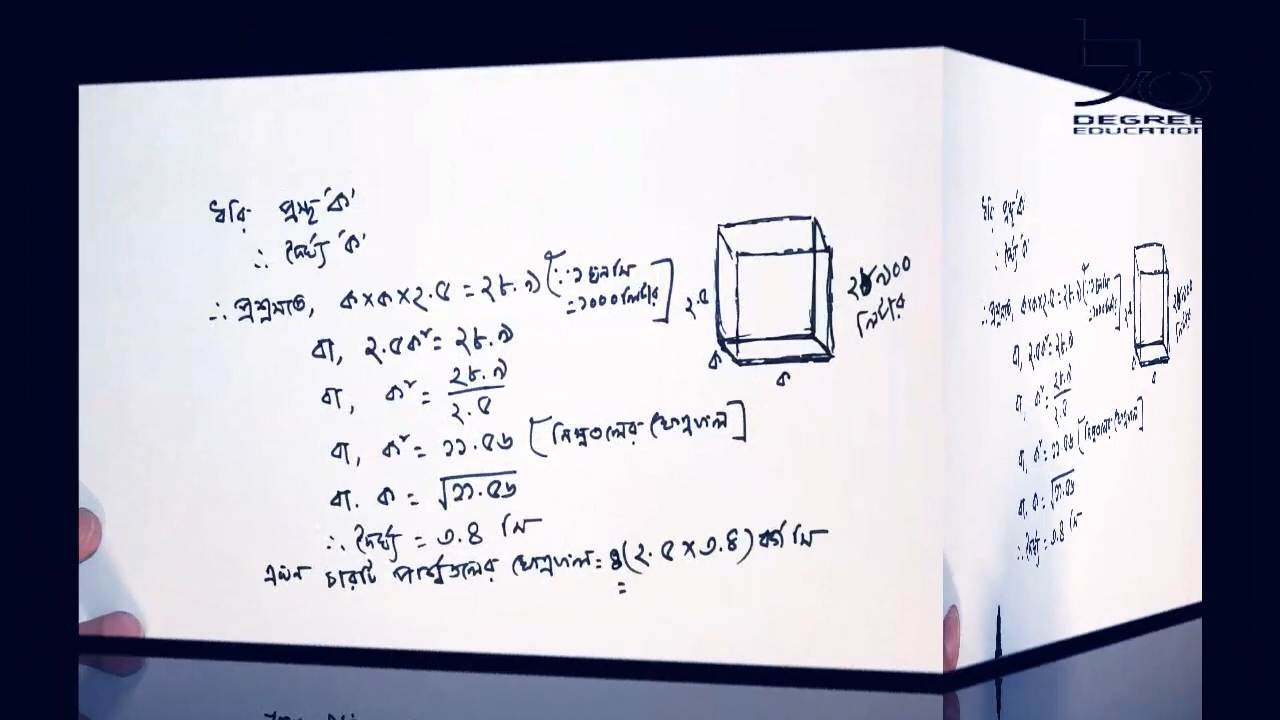 ধরি প্রস্থ 'ক'
∴ দৈর্ঘ্য 'ক'
∴ প্রশ্নমতে, ক×ক×২.৫ = ২৮.৯ [∵ ১ ঘনমি
= ১০০০ লিটার]
বা, ২.৫ক² = ২৮.৯
বা, ক² = ২৮.৯/২.৫
বা, ক² = ১১.৫৬ [নিম্নতলের ক্ষেত্রফল]
বা. ক = √১১.৫৬
∴ দৈর্ঘ্য = ৩.৪ মি
এখন চারটি পার্শ্বতলের ক্ষেত্রফল = ৪(২.৫×৩.৪) বর্গ মি
=
২.৫
ক
ক
২৮৯০০
লিটার
DEGREE
EDUCATION